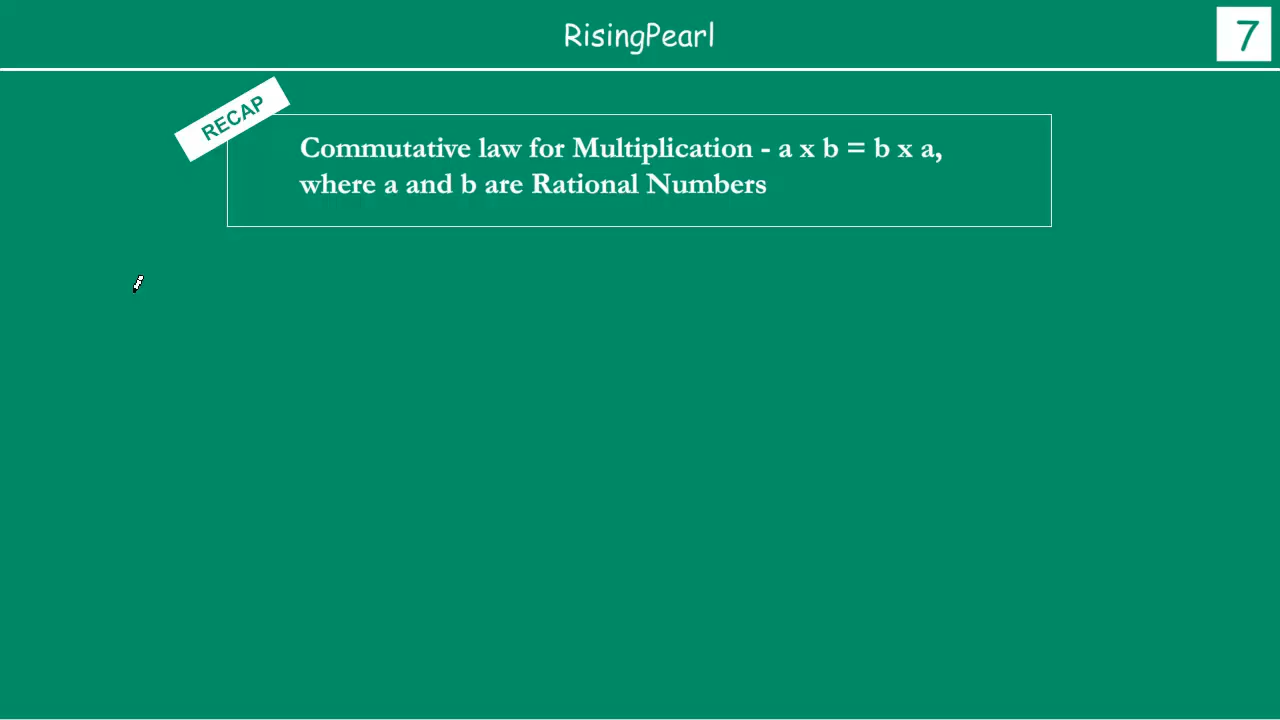 RisingPearl
7
RECAP
Commutative law for Multiplication - a x b = b x a,
where a and b are Rational Numbers